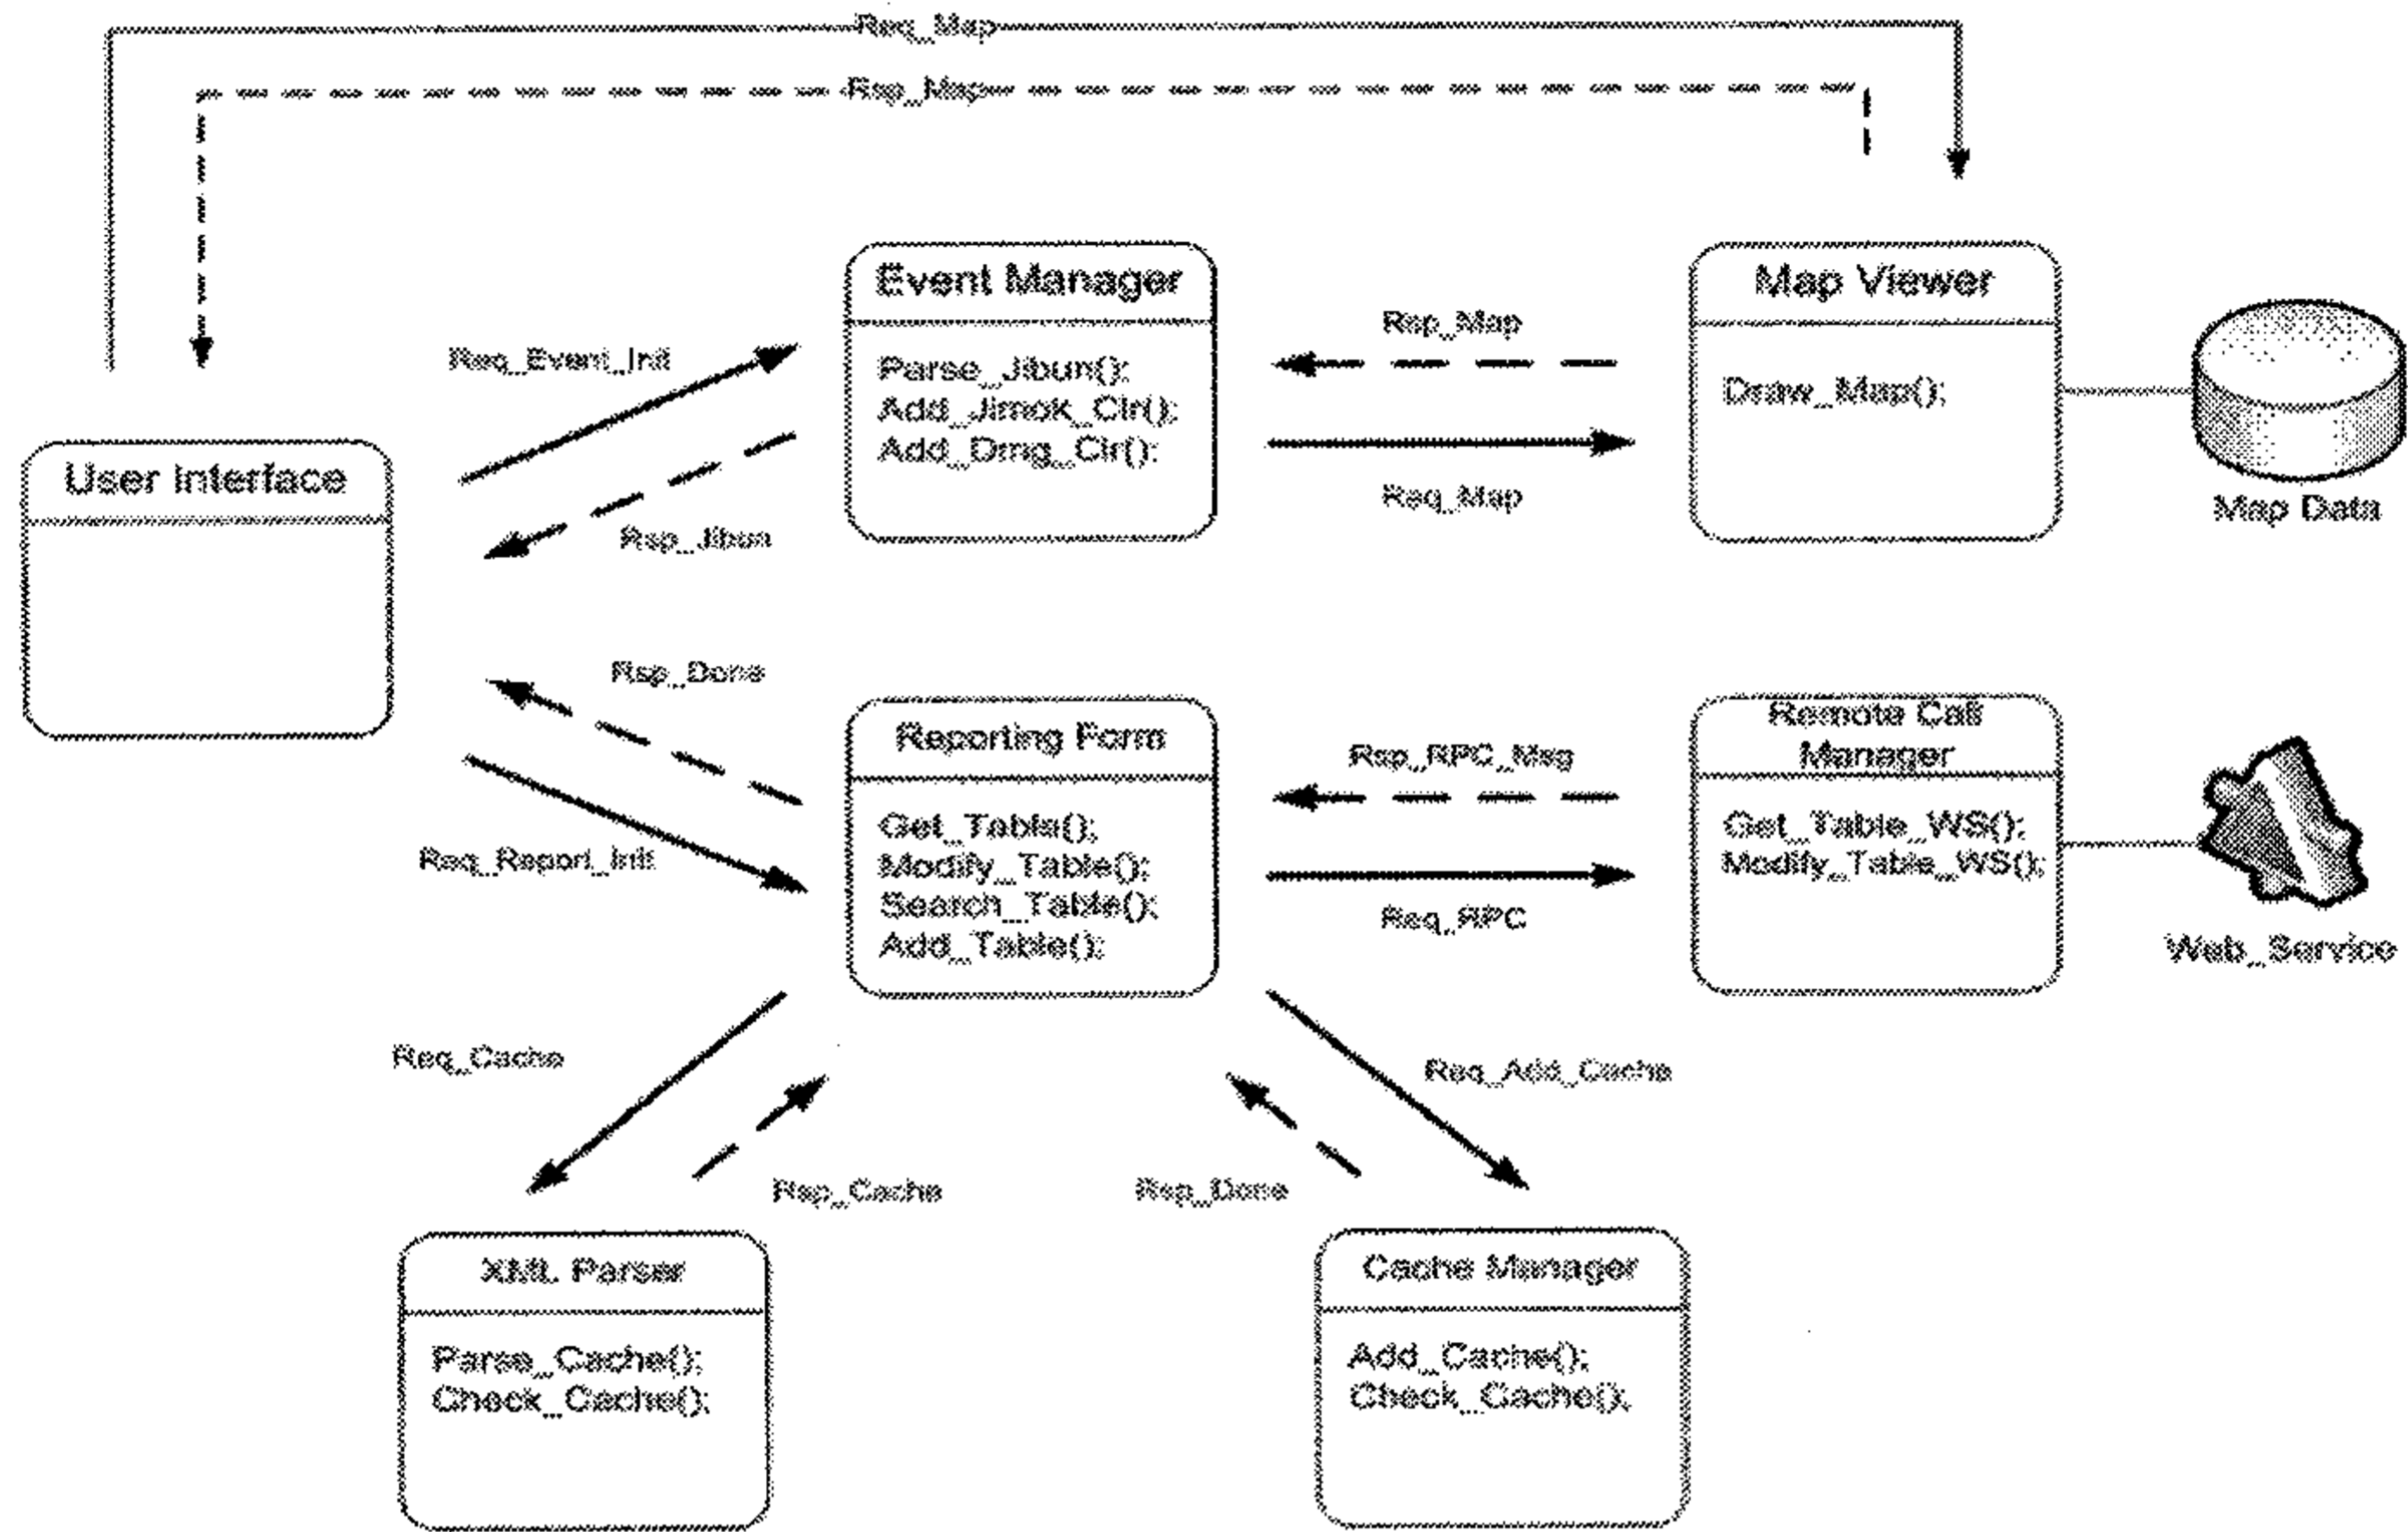 Req_Map
Rsp_Map
Event Manager
Parse_Jibun();
Add_Jimok_Clr();
Add_Dmg_Clr();
Map Viewer
Draw_Map();
Map Data
Rsp_Map
Req_Map
Req_Event_Init
Rsp_Jibun
User Interface
Rsp_Done
Req_Report_Init
Reporting Form
Get_Table();
Modify_Table();
Search_Table();
Add_Table();
Rsp_RPC_Msg
Req_RPC
Remote Call
Manager
Get_Table_WS();
Modify_Table_WS();
Web_Service
Req_Cache
Rsp_Cache
Rsp_Done
Req_Add_Cache
XML Parser
Parse_Cache();
Check_Cache();
Cache Manager
Add_Cache();
Check_Cache();